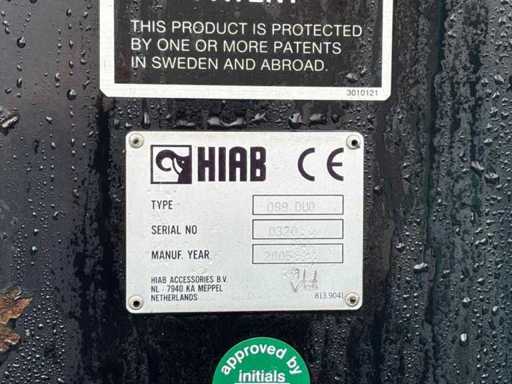 THIS PRODUCT IS PROTECTED
BY ONE OR MORE PATENTS
IN SWEDEN AND ABROAD.
3010121
HIAB CE
TYPE 099 DUO
SERIAL NO
MANUF. YEAR
HIAB ACCESSORIES B.V.
NL - 7940 KA MEPPEL
NETHERLANDS
813.9041
approved by
initials